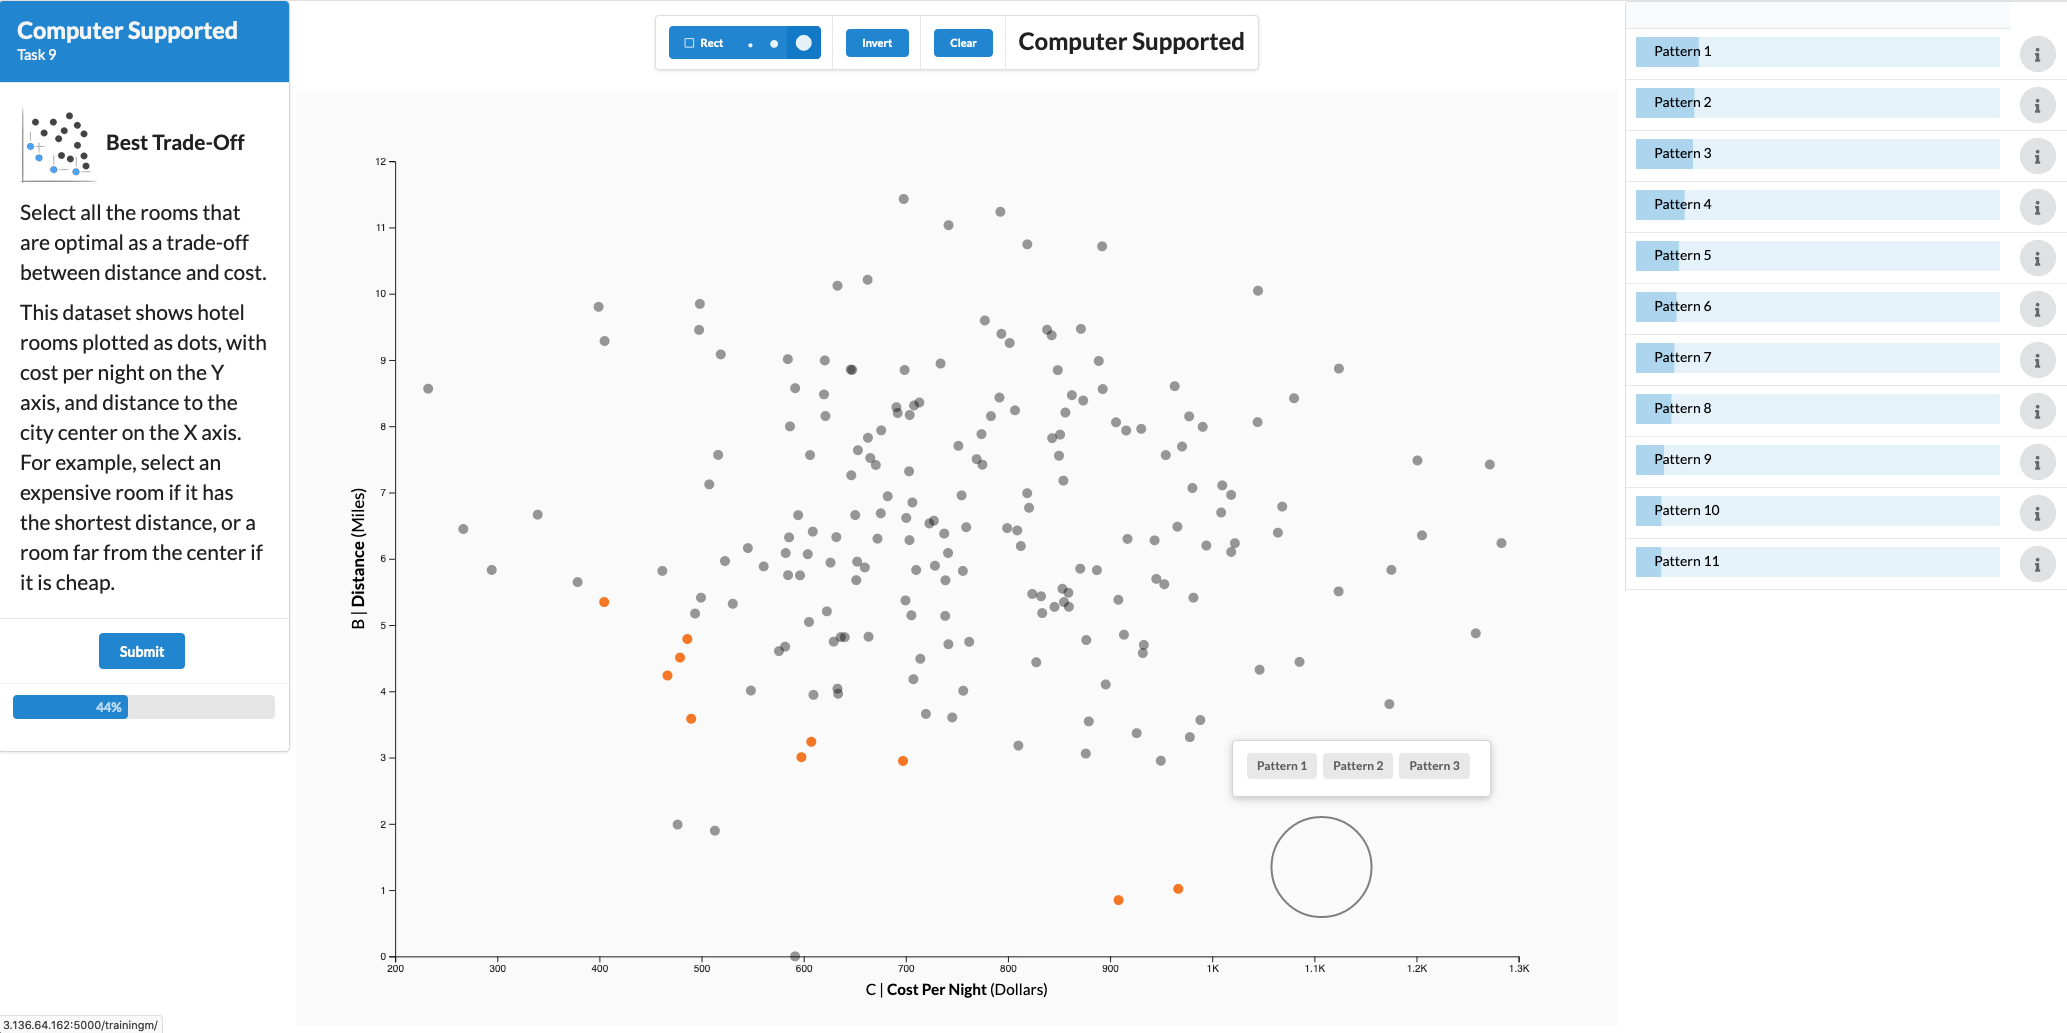 Computer Supported
Task 9
Best Trade-Off
Select all the rooms that
are optimal as a trade-off
between distance and cost.
This dataset shows hotel
rooms plotted as dots, with
cost per night on the Y
axis, and distance to the
city center on the X axis.
For example, select an
expensive room if it has
the shortest distance, or a
room far from the center if
it is cheap.
Submit
44%
3.136.64.162:5000/trainingm/
Rect
Invert
Clear
Computer Supported
12
11
10
9
8
7
6
5
4
3
2
1
0
B | Distance (Miles)
200 300 400 500 600 700 800 900 1K 1.1K 1.2K 1.3K
C | Cost Per Night (Dollars)
Pattern 1 Pattern 2 Pattern 3
Pattern 1
Pattern 2
Pattern 3
Pattern 4
Pattern 5
Pattern 6
Pattern 7
Pattern 8
Pattern 9
Pattern 10
Pattern 11